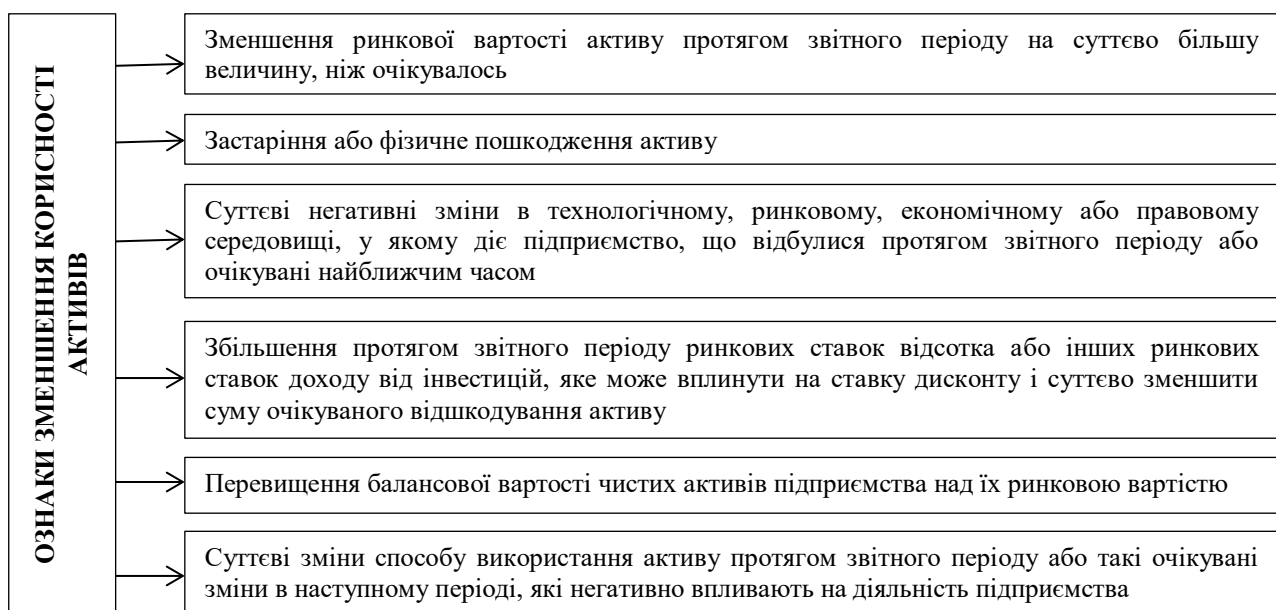 ОЗНАКИ ЗМЕНШЕННЯ КОРИСНОСТІ
АКТИВІВ
Зменшення ринкової вартості активу протягом звітного періоду на суттєво більшу
величину, ніж очікувалось
Застаріння або фізичне пошкодження активу
Суттєві негативні зміни в технологічному, ринковому, економічному або правовому
середовищі, у якому діє підприємство, що відбулися протягом звітного періоду або
очікувані найближчим часом
Збільшення протягом звітного періоду ринкових ставок відсотка або інших ринкових
ставок доходу від інвестицій, яке може вплинути на ставку дисконту і суттєво зменшити
суму очікуваного відшкодування активу
Перевищення балансової вартості чистих активів підприємства над їх ринковою вартістю
Суттєві зміни способу використання активу протягом звітного періоду або такі очікувані
зміни в наступному періоді, які негативно впливають на діяльність підприємства